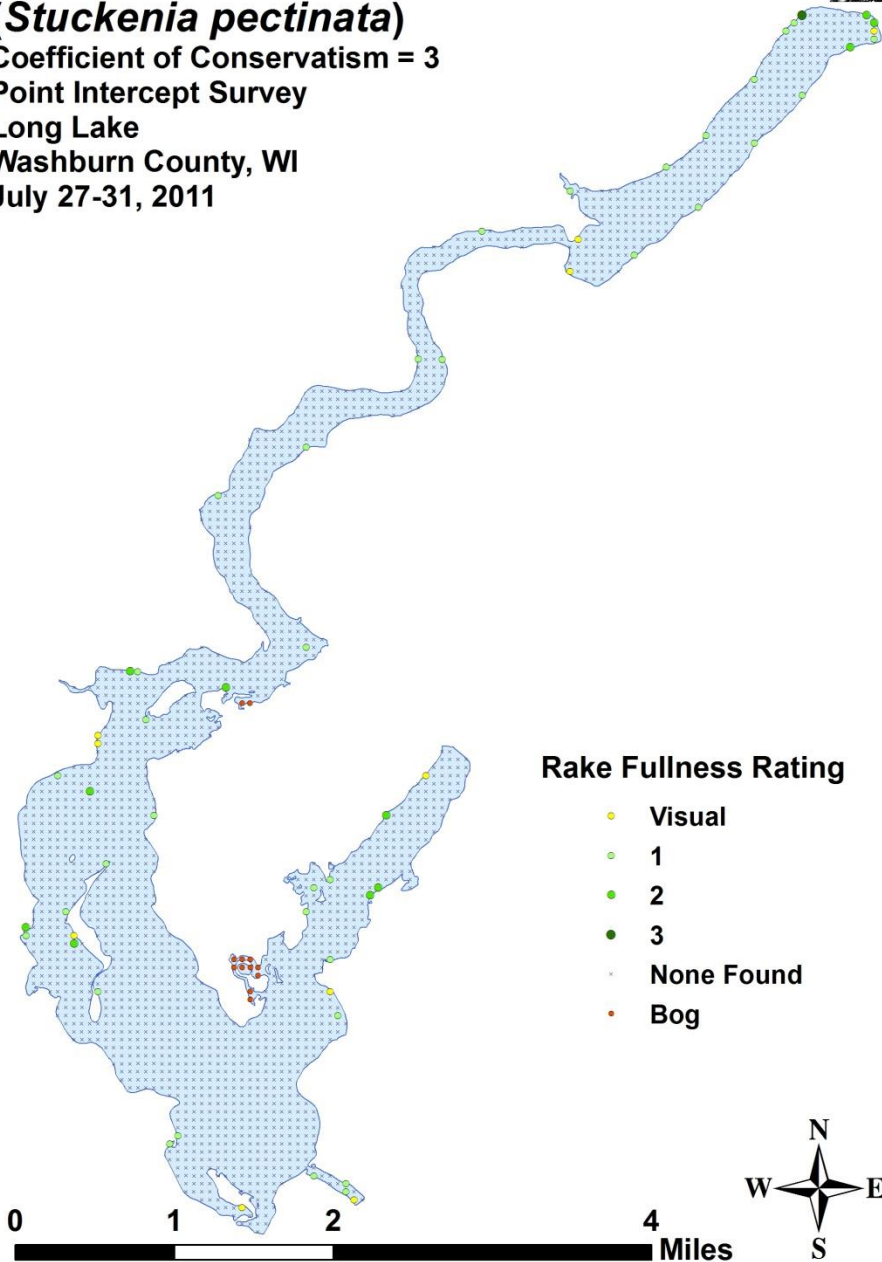 (Stuckenia pectinata)
Coefficient of Conservatism = 3
Point Intercept Survey
Long Lake
Washburn County, WI
July 27-31, 2011
Rake Fullness Rating
Visual
1
2
3
None Found
Bog
N
W E
S
0 1 2 4
Miles